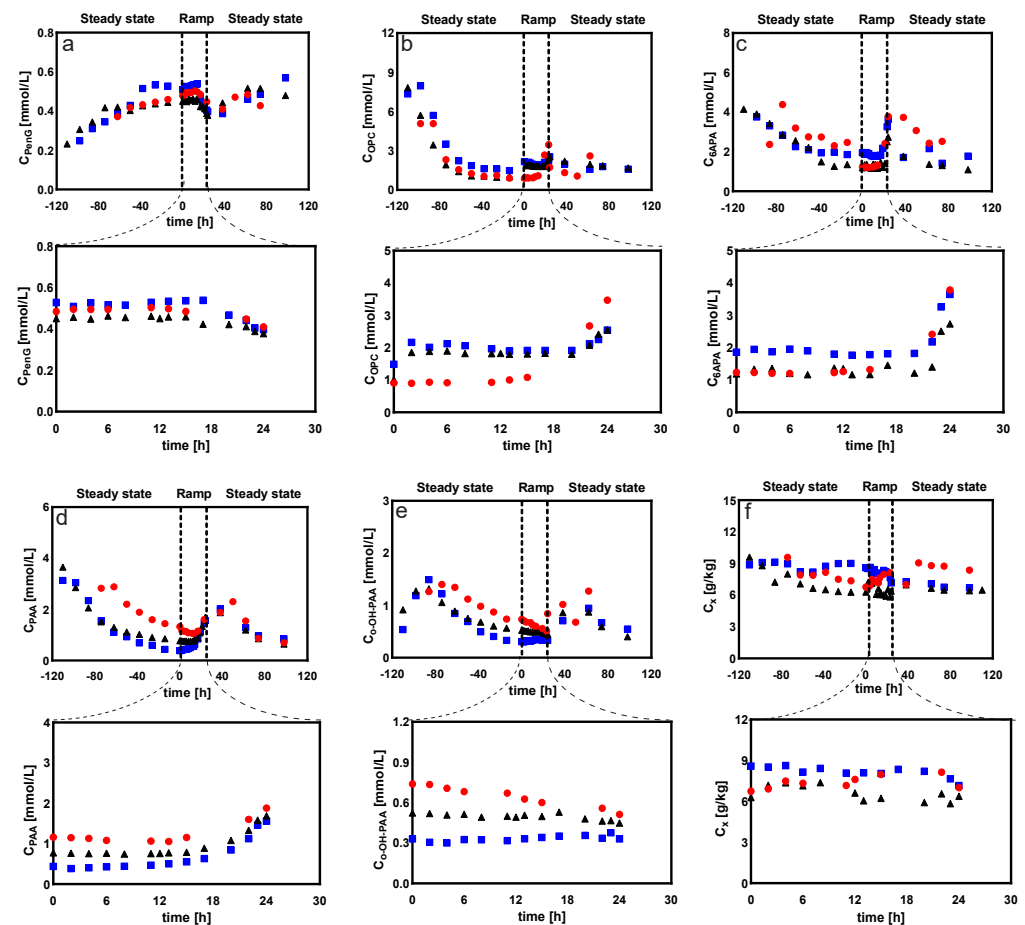 Steady state Ramp Steady state
a
C_PenG [mmol/L]
0.8
0.6
0.4
0.2
0.0
-120 -80 -40 0 40 80 120
time [h]
Steady state Ramp Steady state
b
C_OPC [mmol/L]
12
9
6
3
0
-120 -80 -40 0 40 80 120
time [h]
Steady state Ramp Steady state
c
C_6APA [mmol/L]
8
6
4
2
0
-120 -80 -40 0 40 80 120
time [h]
C_PenG [mmol/L]
0.8
0.6
0.4
0.2
0.0
0 6 12 18 24 30
time [h]
C_OPC [mmol/L]
5
4
3
2
1
0
0 6 12 18 24 30
time [h]
C_6APA [mmol/L]
5
4
3
2
1
0
0 6 12 18 24 30
time [h]
Steady state Ramp Steady state
d
C_PAA [mmol/L]
6
4
2
0
-120 -80 -40 0 40 80 120
time [h]
Steady state Ramp Steady state
e
C_o-OH-PAA [mmol/L]
3
2
1
0
-120 -80 -40 0 40 80 120
time [h]
Steady state Ramp Steady state
f
C_x [g/kg]
15
12
9
6
3
0
-120 -80 -40 0 40 80 120
time [h]
C_PAA [mmol/L]
4
3
2
1
0
0 6 12 18 24 30
time [h]
C_o-OH-PAA [mmol/L]
1.2
0.9
0.6
0.3
0.0
0 6 12 18 24 30
time [h]
C_x [g/kg]
12
9
6
3
0
0 6 12 18 24 30
time [h]